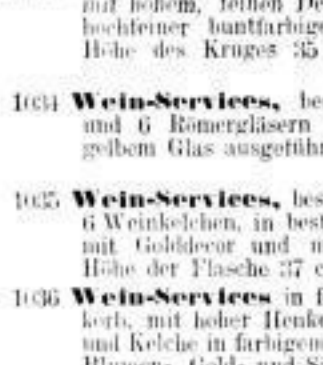 mit hohem, feinen De
hochfeiner buntfarbige
Höhe des Kruges 35
1034 Wein-Services, be
und 6 Römergläsern
gelbem Glas ausgeführ
1035 Wein-Services, bes
6 Weinkelchen, in best
mit Golddecor und
Höhe der Flasche 37 c
1036 Wein-Services in f
korb, mit hoher Henke
und Kelche in farbigen